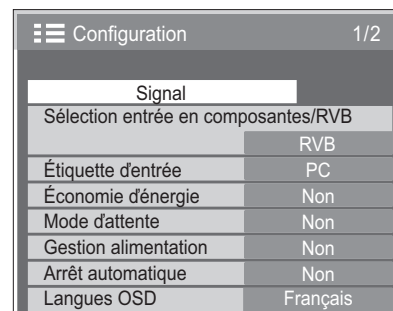 Configuration 1/2
Signal
Sélection entrée en composantes/RVB
RVB
Étiquette d'entrée PC
Économie d'énergie Non
Mode d'attente Non
Gestion alimentation Non
Arrêt automatique Non
Langues OSD Français